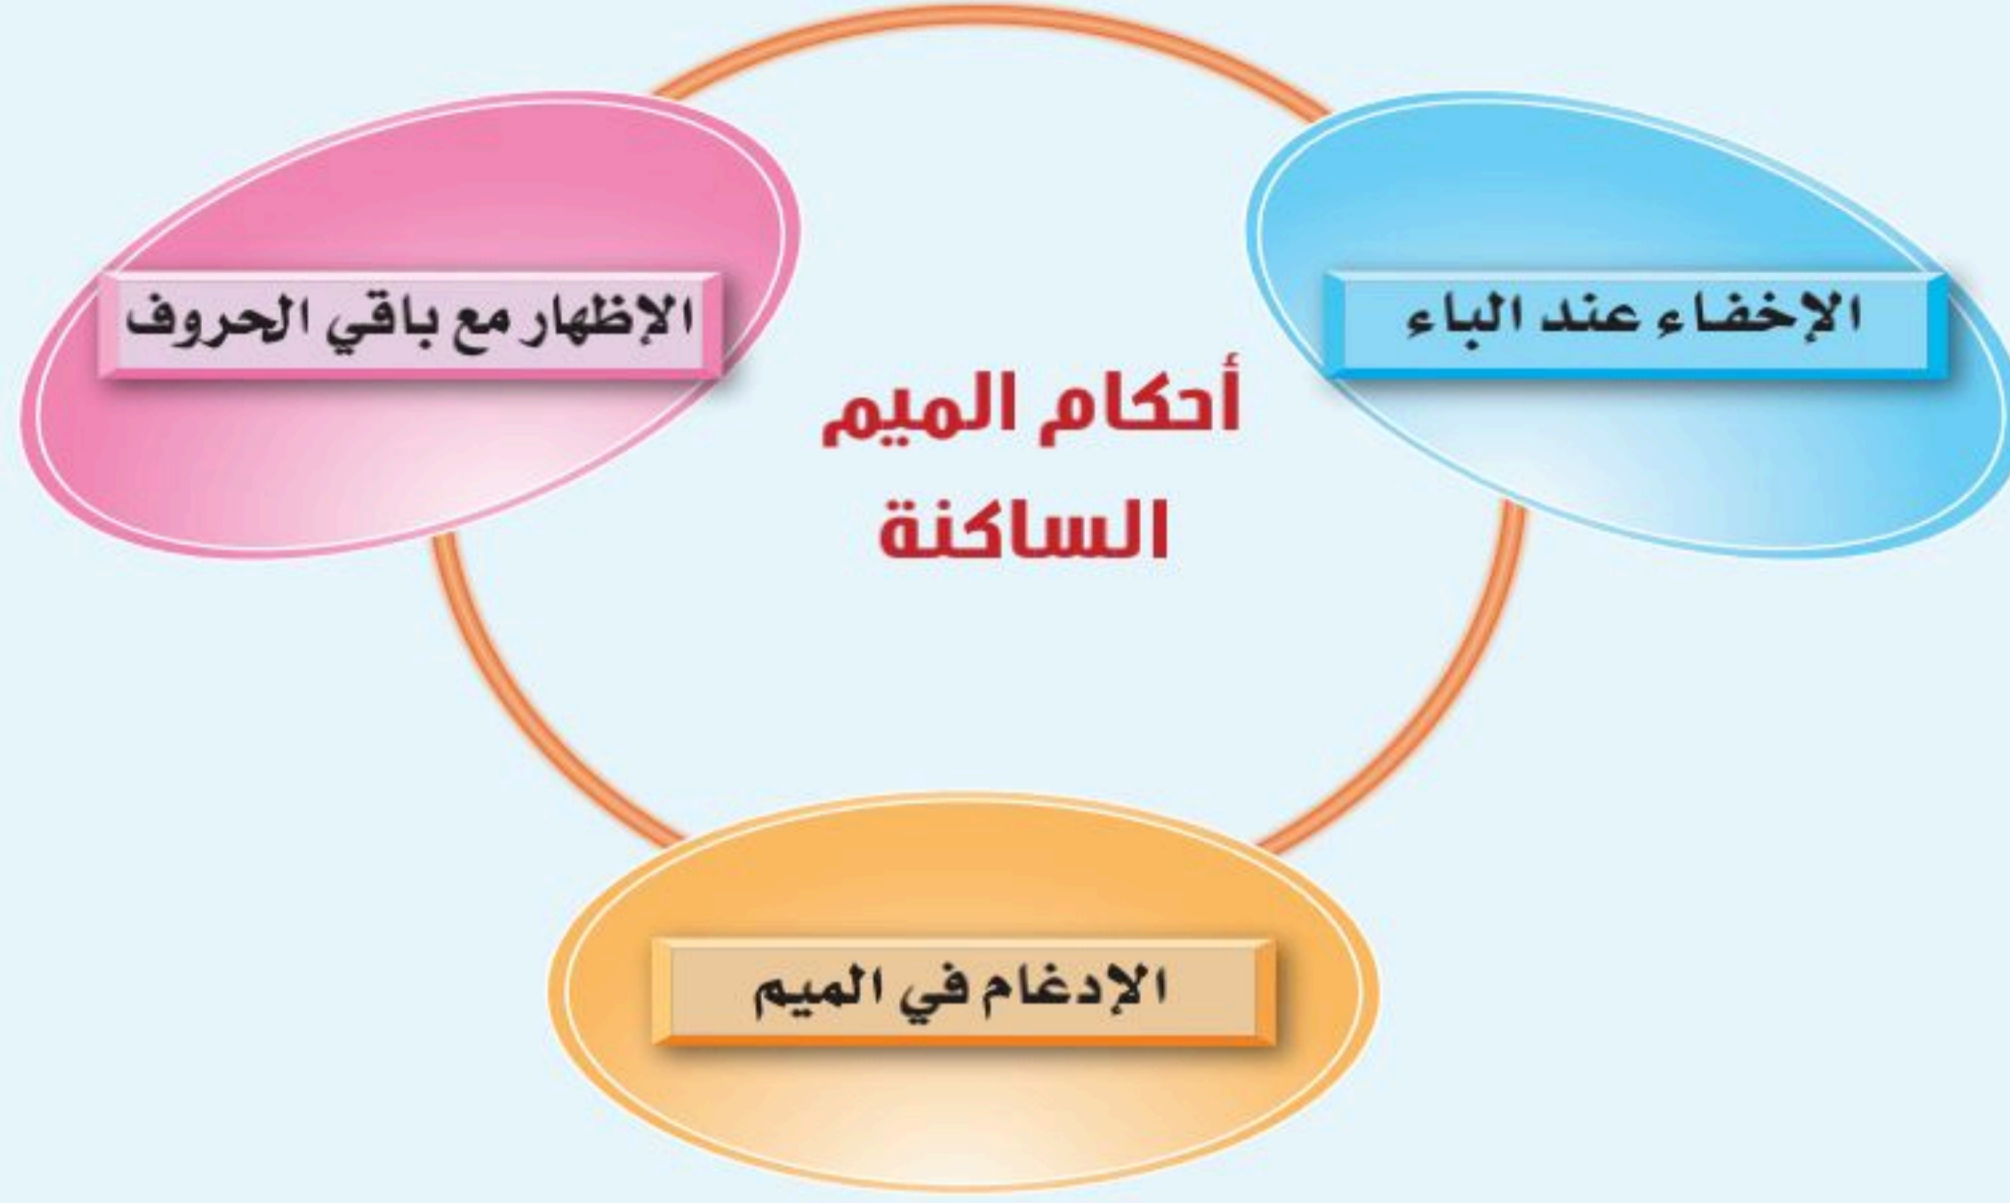 أحكام الميم
الساكنة
الإخفاء عند الباء
الإظهار مع باقي الحروف
الإدغام في الميم